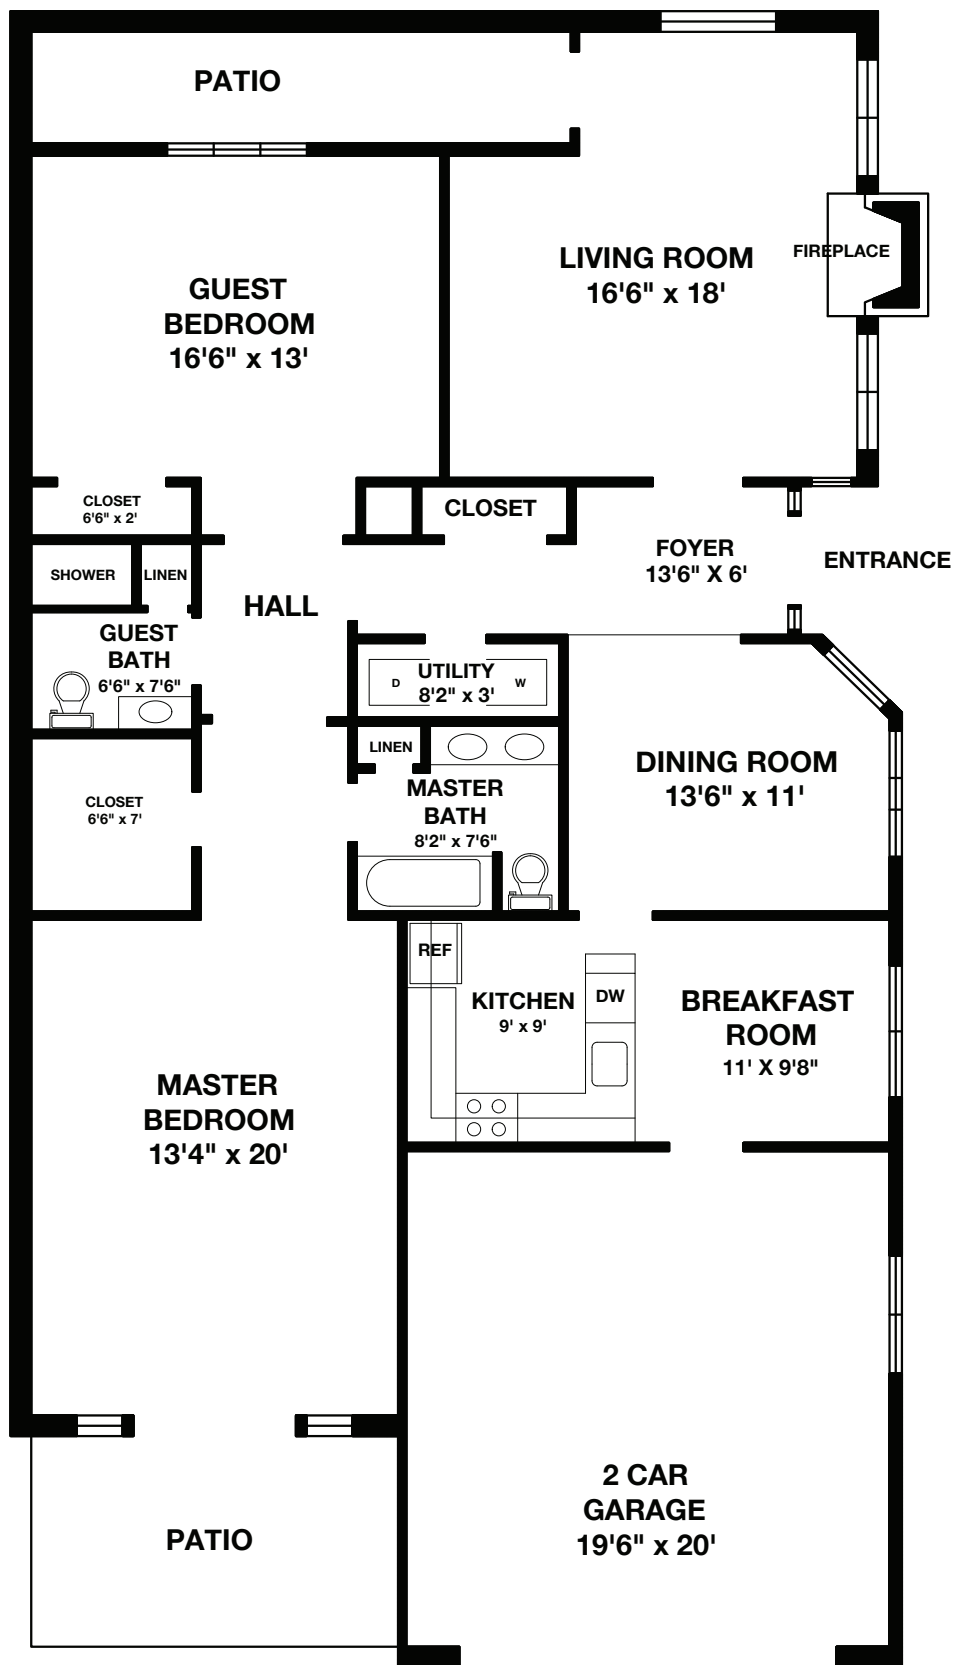 PATIO
LIVING ROOM
16'6" x 18'
FIREPLACE
GUEST
BEDROOM
16'6" x 13'
CLOSET
6'6" x 2'
CLOSET
FOYER
13'6" X 6'
ENTRANCE
SHOWER
LINEN
HALL
GUEST
BATH
6'6" x 7'6"
D
UTILITY
8'2" x 3'
W
LINEN
MASTER
BATH
8'2" x 7'6"
DINING ROOM
13'6" x 11'
CLOSET
6'6" x 7'
REF
KITCHEN
9' x 9'
DW
BREAKFAST
ROOM
11' X 9'8"
MASTER
BEDROOM
13'4" x 20'
2 CAR
GARAGE
19'6" x 20'
PATIO